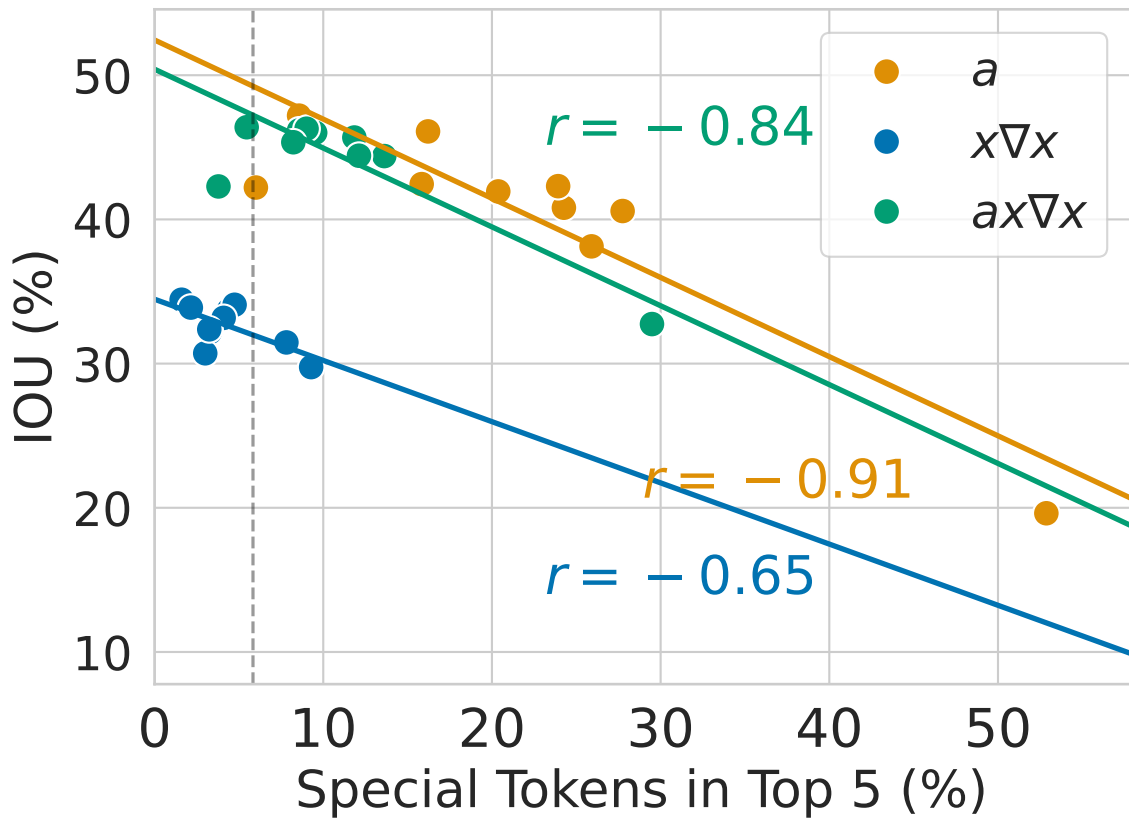 50
40
30
20
10
IOU (%)
0 10 20 30 40 50
Special Tokens in Top 5 (%)
a
x∇x
ax∇x
r = − 0.84
r = − 0.91
r = − 0.65